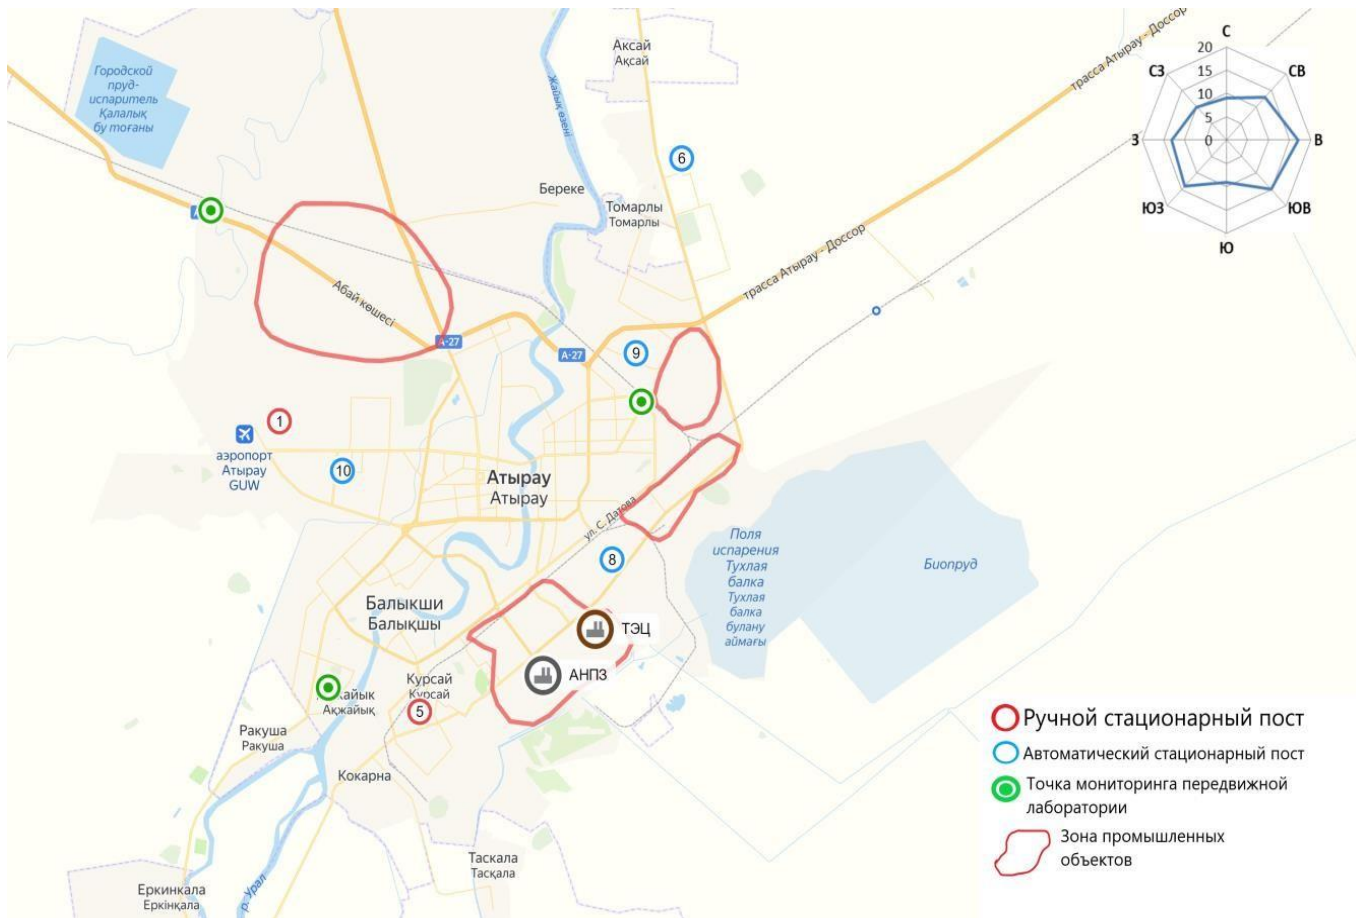 Аксай
Ақсай
Городской
пруд-
испаритель
Қалалық
бу тоғаны
Жайық өзені
трасса Атырау - Доссор
С
СВ
В
ЮВ
Ю
ЮЗ
З
СЗ
20
15
10
5
0
6
Береке
Томарлы
Томарлы
трасса Атырау - Доссор
Абай көшесі
А-27
А-27
9
1
аэропорт
Атырау
GUW
10
Атырау
Атырау
ул. С. Датова
8
Поля
испарения
Тухлая
балка
Тухлая
балка
булану
аймағы
Биопруд
Балыкши
Балықшы
ТЭЦ
АНПЗ
Курсай
Құрсай
5
Ақжайық
Ракуша
Ракуша
Кокарна
Таскала
Тасқала
Еркинкала
Еркінқала
р. Урал
Ручной стационарный пост
Автоматический стационарный пост
Точка мониторинга передвижной
лаборатории
Зона промышленных
объектов